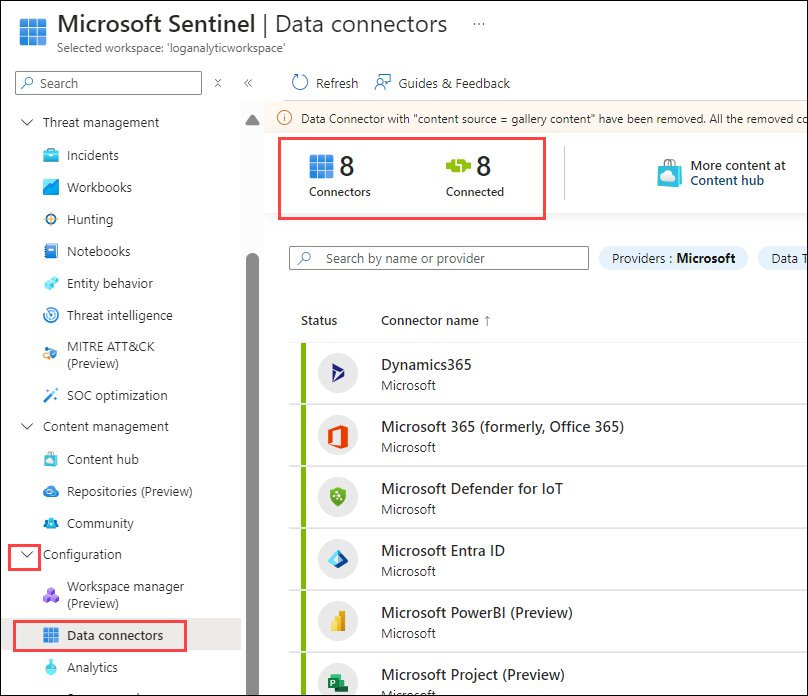 Microsoft Sentinel | Data connectors ...
Selected workspace: 'loganalyticworkspace'
Search
Refresh
Guides & Feedback
Threat management
Incidents
Workbooks
Hunting
Notebooks
Entity behavior
Threat intelligence
MITRE ATT&CK
(Preview)
SOC optimization
Content management
Content hub
Repositories (Preview)
Community
Configuration
Workspace manager
(Preview)
Data connectors
Analytics
Data Connector with "content source = gallery content" have been removed. All the removed co
8
Connectors
8
Connected
More content at
Content hub
Search by name or provider
Providers : Microsoft
Data T
Status
Connector name ↑
Dynamics365
Microsoft
Microsoft 365 (formerly, Office 365)
Microsoft
Microsoft Defender for IoT
Microsoft
Microsoft Entra ID
Microsoft
Microsoft PowerBI (Preview)
Microsoft
Microsoft Project (Preview)